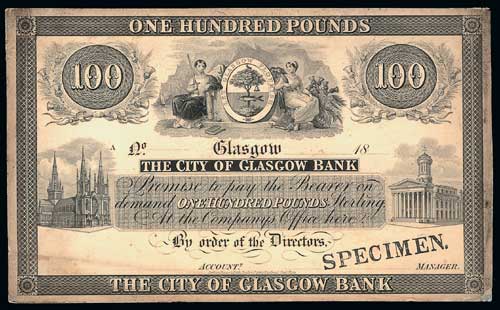 ONE HUNDRED POUNDS
100
100
A No Glasgow 18
THE CITY OF GLASGOW BANK
Promise to pay the Bearer on
demand ONE HUNDRED POUNDS Sterling
At the Company's Office here
By order of the Directors.
SPECIMEN.
ACCOUNT.t
MANAGER.
THE CITY OF GLASGOW BANK